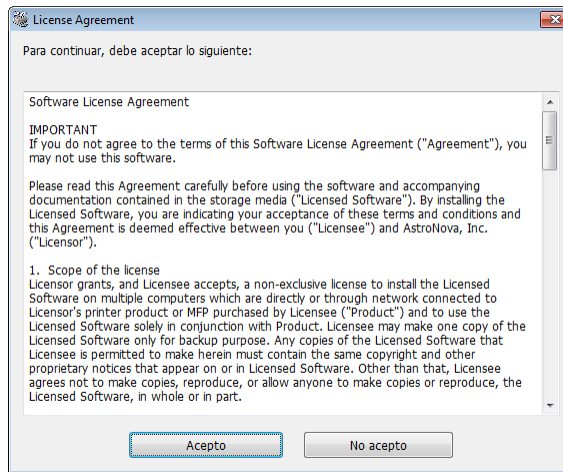 License Agreement
Para continuar, debe aceptar lo siguiente:
Software License Agreement
IMPORTANT
If you do not agree to the terms of this Software License Agreement ("Agreement"), you
may not use this software.
Please read this Agreement carefully before using the software and accompanying
documentation contained in the storage media ("Licensed Software"). By installing the
Licensed Software, you are indicating your acceptance of these terms and conditions and
this Agreement is deemed effective between you ("Licensee") and AstroNova, Inc.
("Licensor").
1.  Scope of the license
Licensor grants, and Licensee accepts, a non-exclusive license to install the Licensed
Software on multiple computers which are directly or through network connected to
Licensor's printer product or MFP purchased by Licensee ("Product") and to use the
Licensed Software solely in conjunction with Product. Licensee may make one copy of the
Licensed Software only for backup purpose. Any copies of the Licensed Software that
Licensee is permitted to make herein must contain the same copyright and other
proprietary notices that appear on or in Licensed Software. Other than that, Licensee
agrees not to make copies, reproduce, or allow anyone to make copies or reproduce, the
Licensed Software, in whole or in part.
Acepto
No acepto